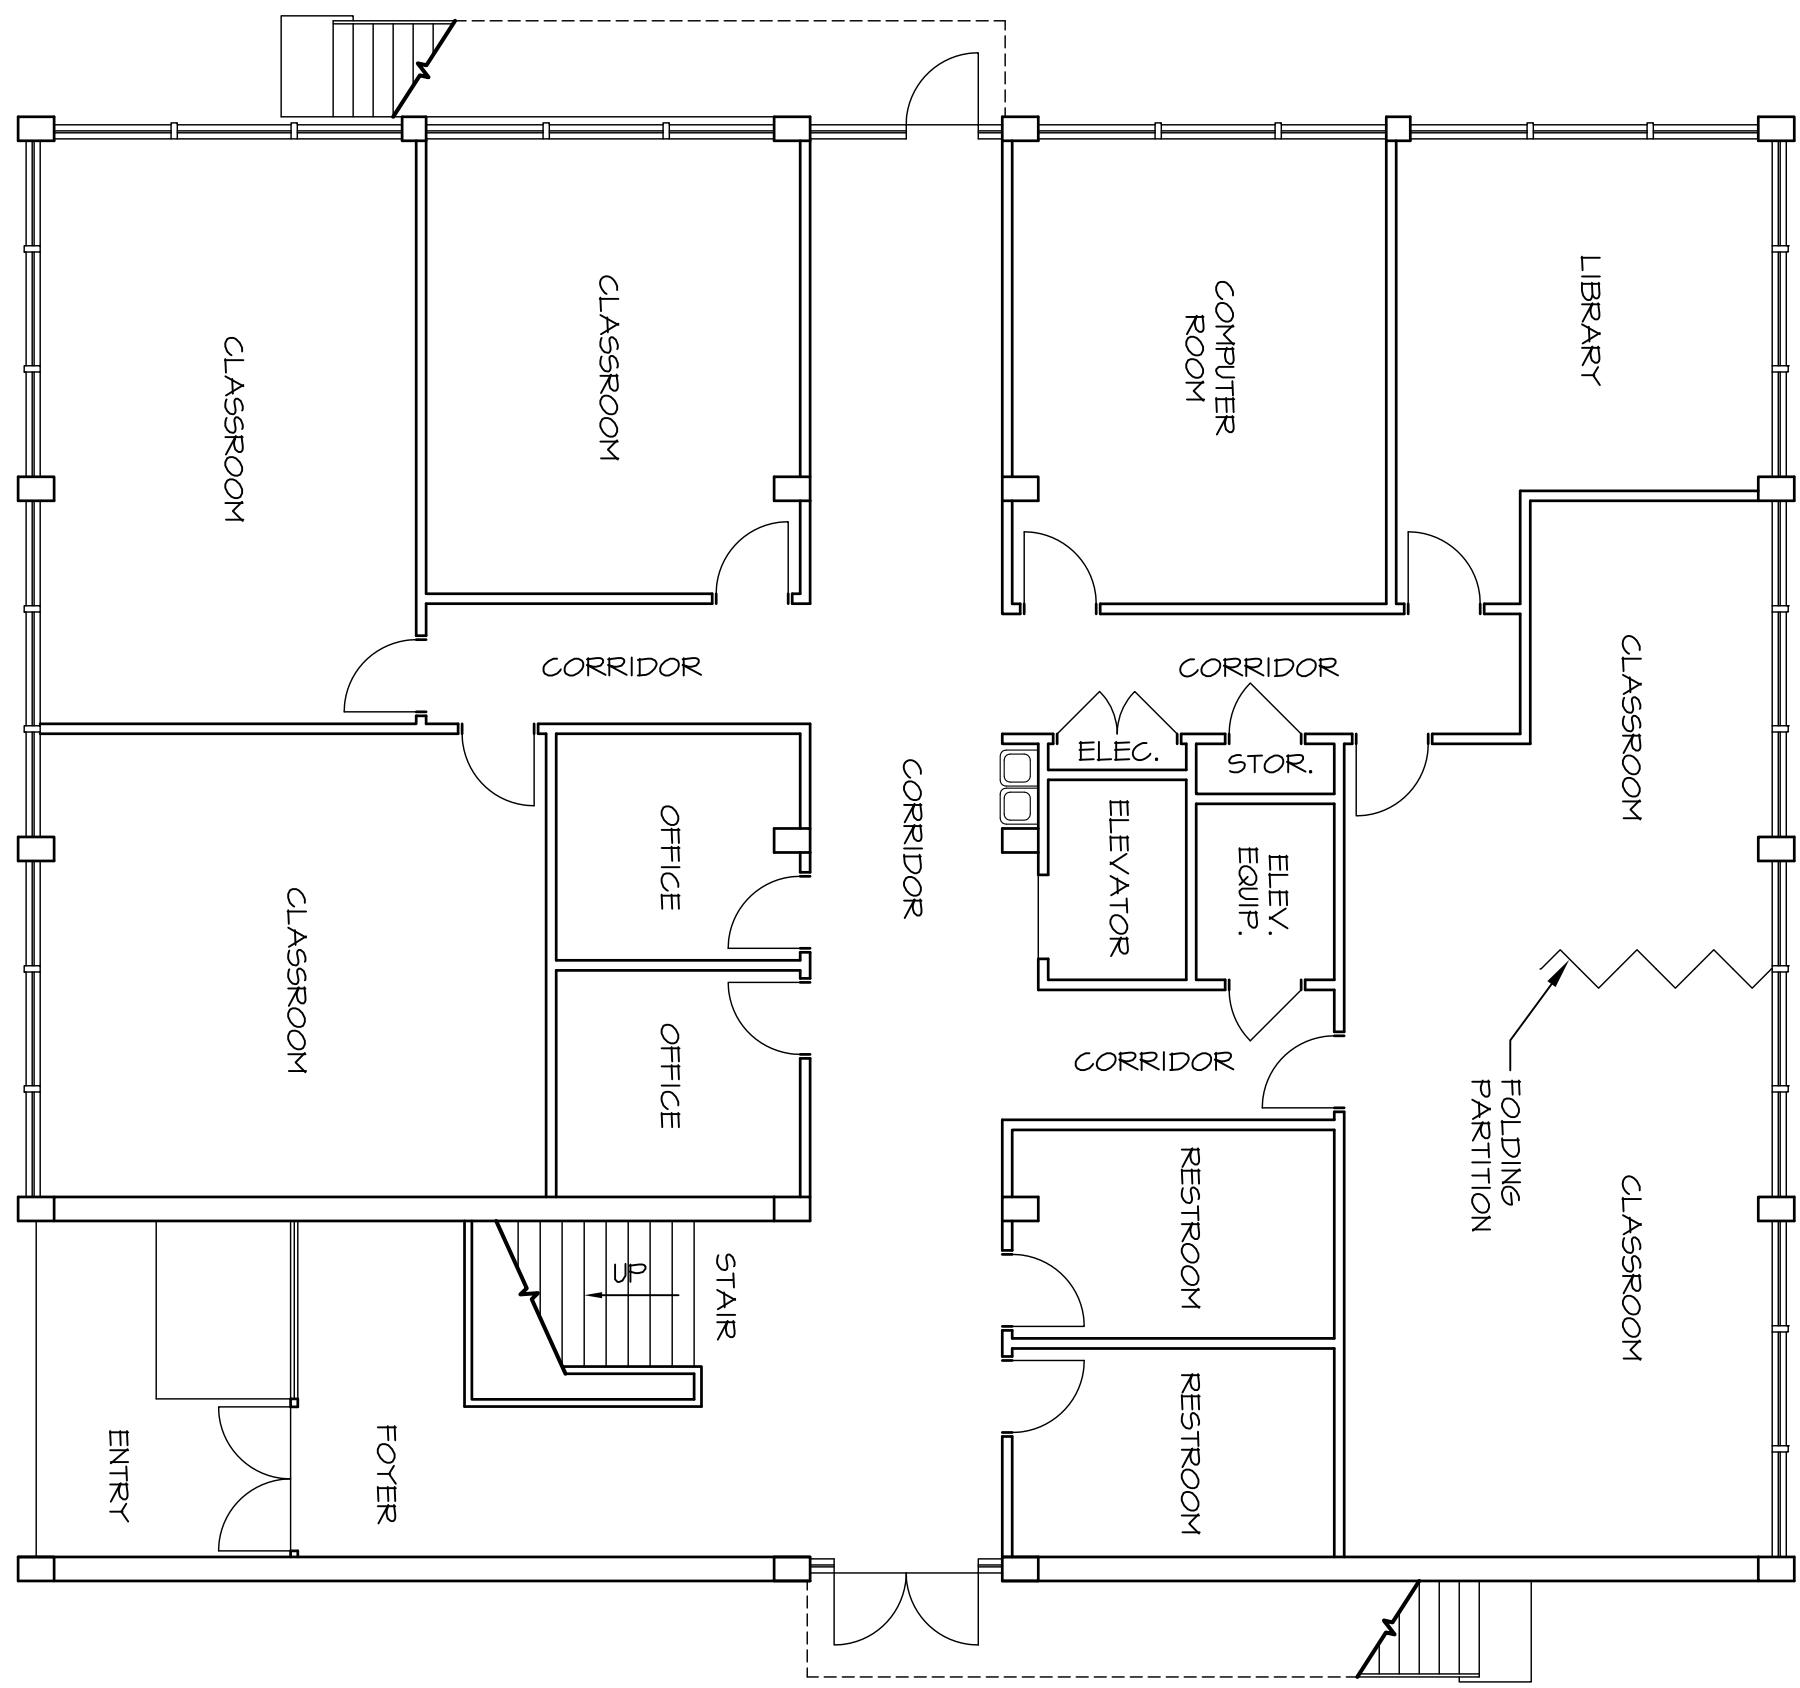 LIBRARY
CLASSROOM
COMPUTER
ROOM
CLASSROOM
CLASSROOM
CORRIDOR
CORRIDOR
CLASSROOM
ELEC.
STOR.
CORRIDOR
OFFICE
ELEVATOR
ELEV.
EQUIP.
CLASSROOM
OFFICE
CORRIDOR
FOLDING
PARTITION
RESTROOM
CLASSROOM
UP
STAIR
RESTROOM
ENTRY
FOYER